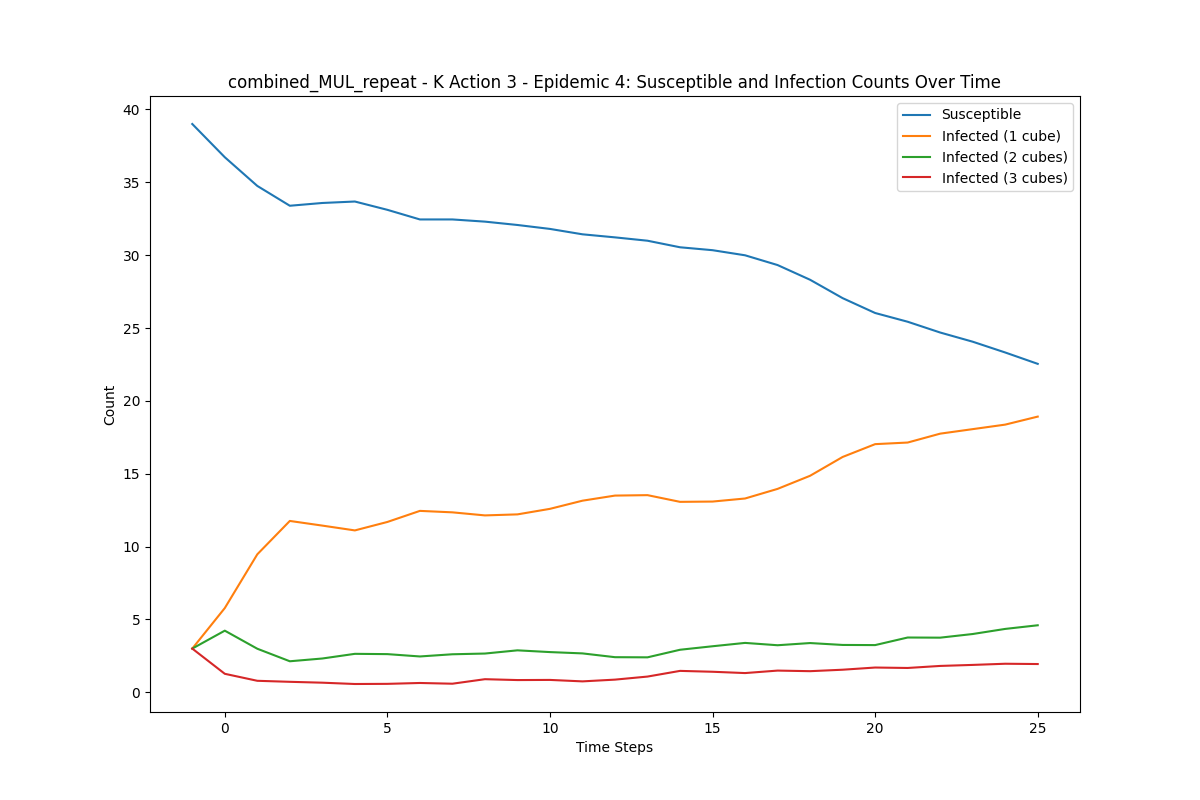 combined_MUL_repeat - K Action 3 - Epidemic 4: Susceptible and Infection Counts Over Time
Susceptible
Infected (1 cube)
Infected (2 cubes)
Infected (3 cubes)
Count
40
35
30
25
20
15
10
5
0
0 5 10 15 20 25
Time Steps